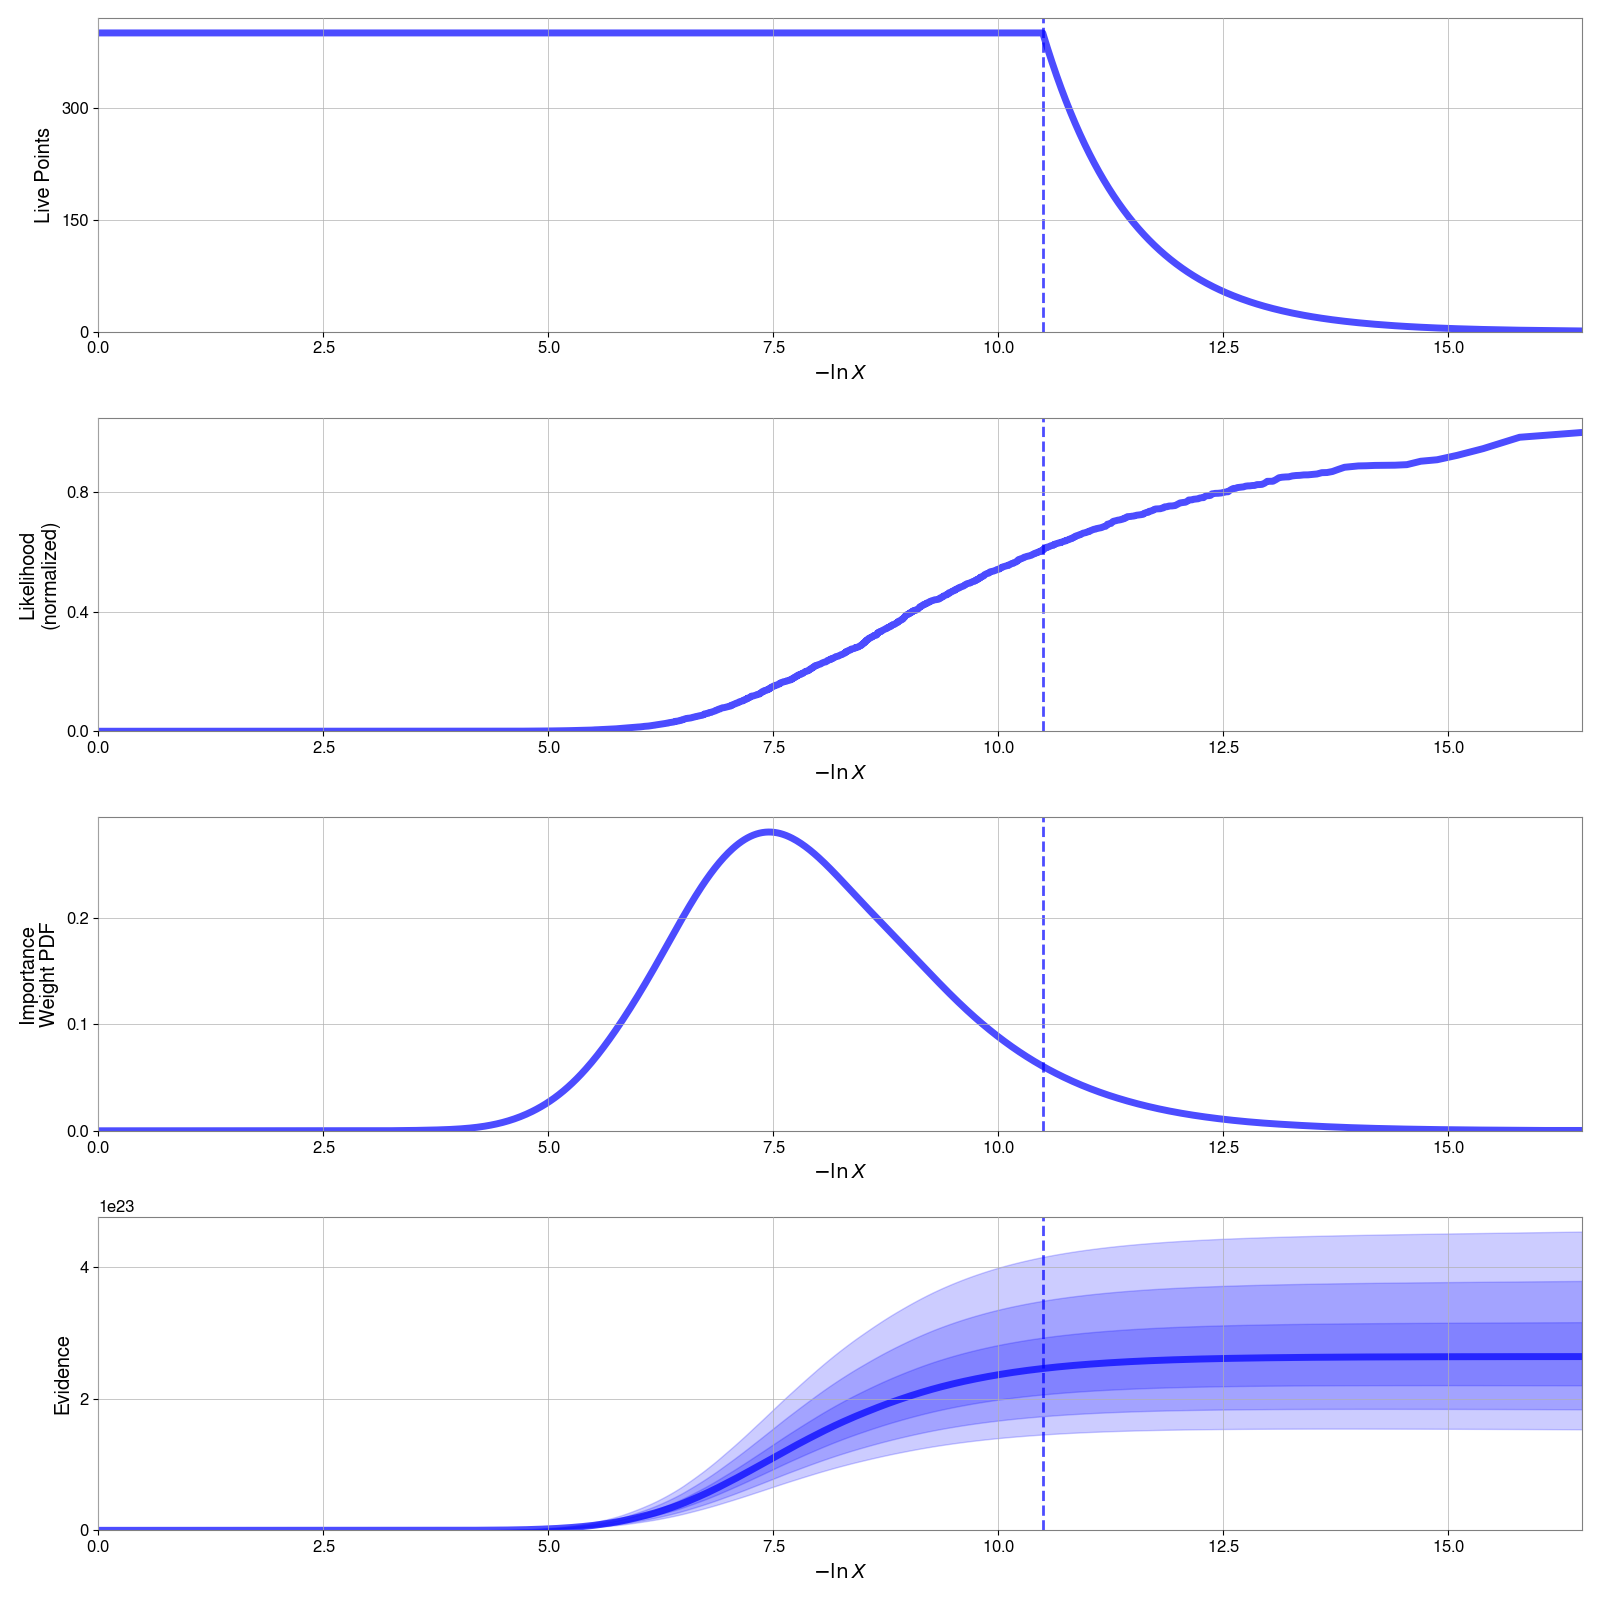 300
150
0
Live Points
0.0 2.5 5.0 7.5 10.0 12.5 15.0
−ln X
0.8
0.4
0.0
Likelihood
(normalized)
0.0 2.5 5.0 7.5 10.0 12.5 15.0
−ln X
0.2
0.1
0.0
Importance
Weight PDF
0.0 2.5 5.0 7.5 10.0 12.5 15.0
−ln X
1e23
4
2
0
Evidence
0.0 2.5 5.0 7.5 10.0 12.5 15.0
−ln X